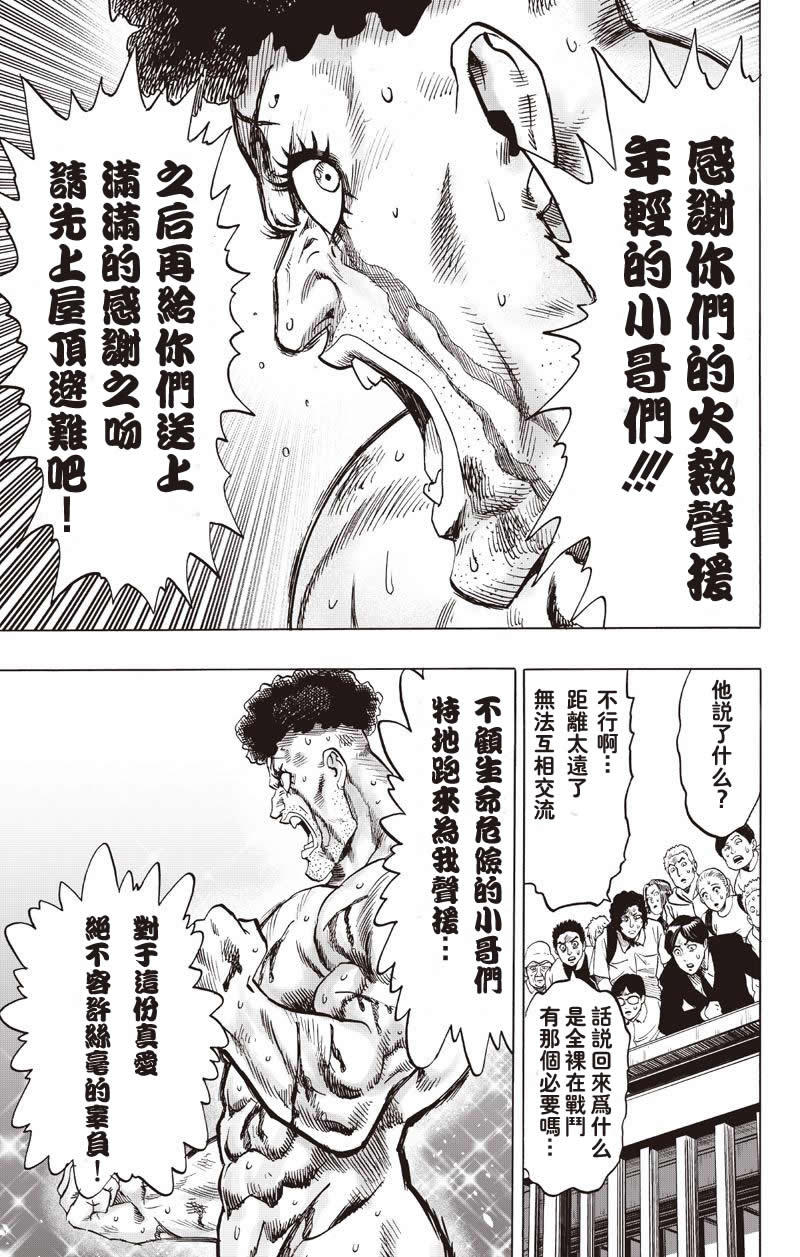 感謝你們的火熱聲援
年輕的小哥們!!!
之后再給你們送上
滿滿的感謝之吻
請先上屋頂避難吧！
他説了什么？
不行啊…
距離太遠了
無法互相交流
話説回來爲什么
是全裸在戰鬥
有那個必要嗎…
不顧生命危險的小哥們
特地跑來為我聲援…
對于這份真愛
絕不容許絲毫的辜負！